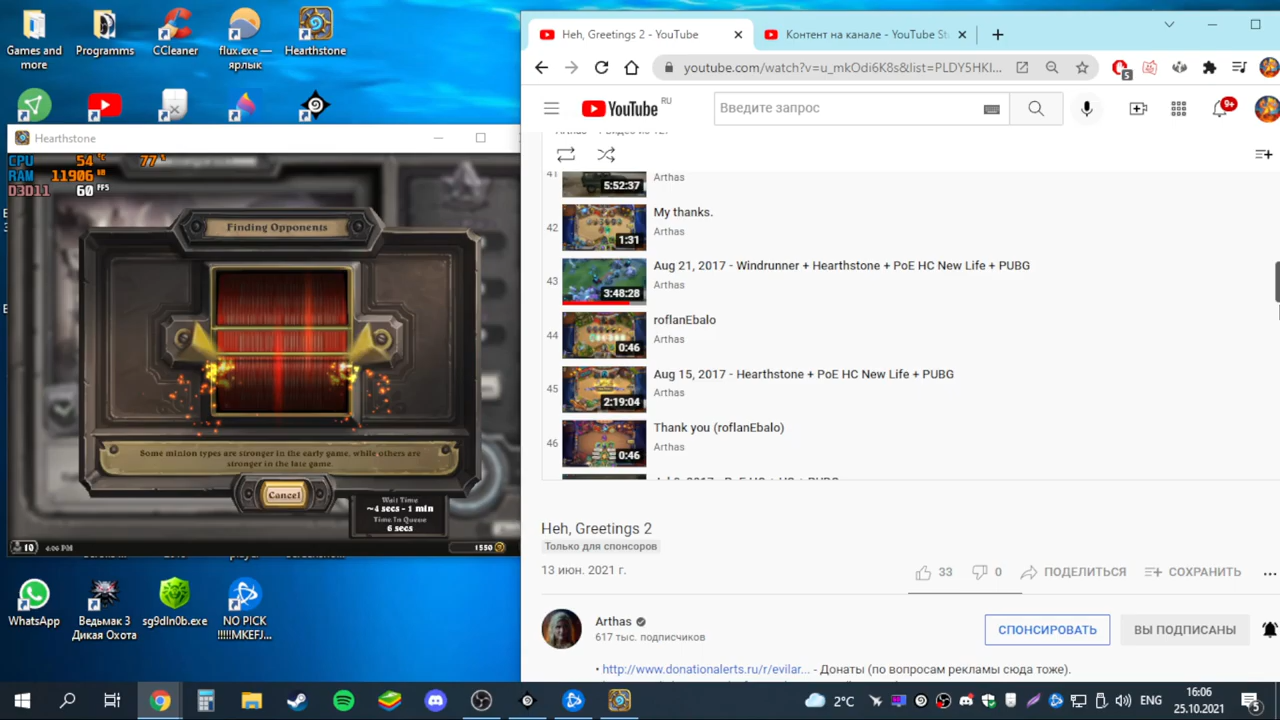 Games and more
Programms
CCleaner
flux.exe — ярлык
Hearthstone
Hearthstone
CPU 54 °C 77 %
RAM 11906 MB
D3D11 60 FPS
Finding Opponents
Some minion types are stronger in the early game, while others are
stronger in the late game.
Cancel
Wait Time
~4 secs - 1 min
Time In Queue
6 secs
10 4:06 PM
1550
WhatsApp
Ведьмак 3
Дикая Охота
sg9dln0b.exe
NO PICK
!!!!!MKEFJ...
Heh, Greetings 2 - YouTube
Контент на канале - YouTube St
youtube.com/watch?v=u_mkOdi6K8s&list=PLDY5HKI...
5
YouTube RU
Введите запрос
9+
41
5:52:37
Arthas
42
1:31
My thanks.
Arthas
43
3:48:28
Aug 21, 2017 - Windrunner + Hearthstone + PoE HC New Life + PUBG
Arthas
44
0:46
roflanEbalo
Arthas
45
2:19:04
Aug 15, 2017 - Hearthstone + PoE HC New Life + PUBG
Arthas
46
0:46
Thank you (roflanEbalo)
Arthas
Heh, Greetings 2
Только для спонсоров
13 июн. 2021 г.
33
0
ПОДЕЛИТЬСЯ
СОХРАНИТЬ
Arthas
617 тыс. подписчиков
СПОНСИРОВАТЬ
ВЫ ПОДПИСАНЫ
• http://www.donationalerts.ru/r/evilar... - Донаты (по вопросам рекламы сюда тоже).
2°C
ENG
16:06
25.10.2021
5